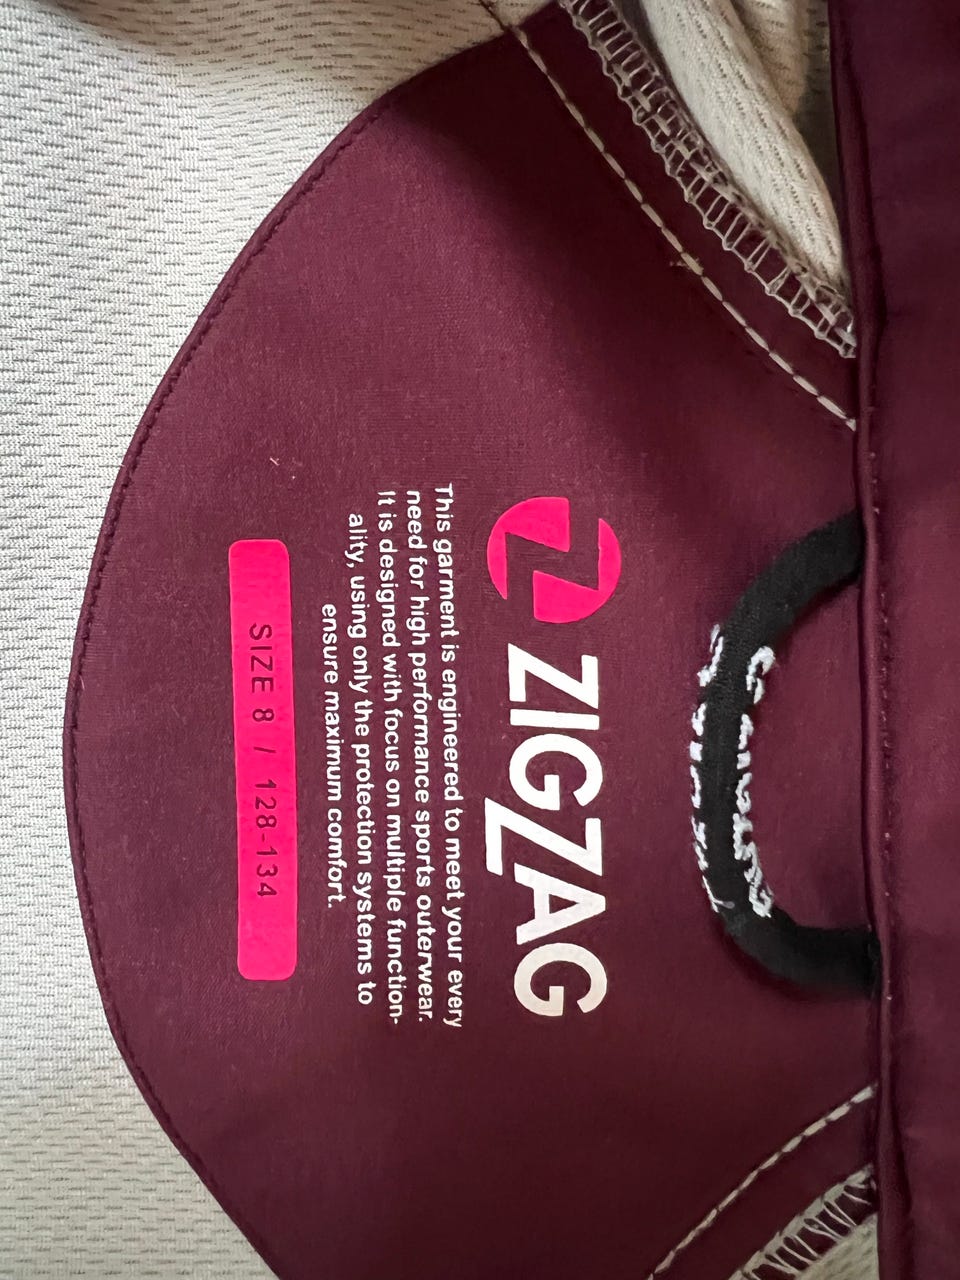 ZIGZAG
This garment is engineered to meet your every
need for high performance sports outerwear.
It is designed with focus on multiple function-
ality, using only the protection systems to
ensure maximum comfort.
SIZE 8 / 128-134